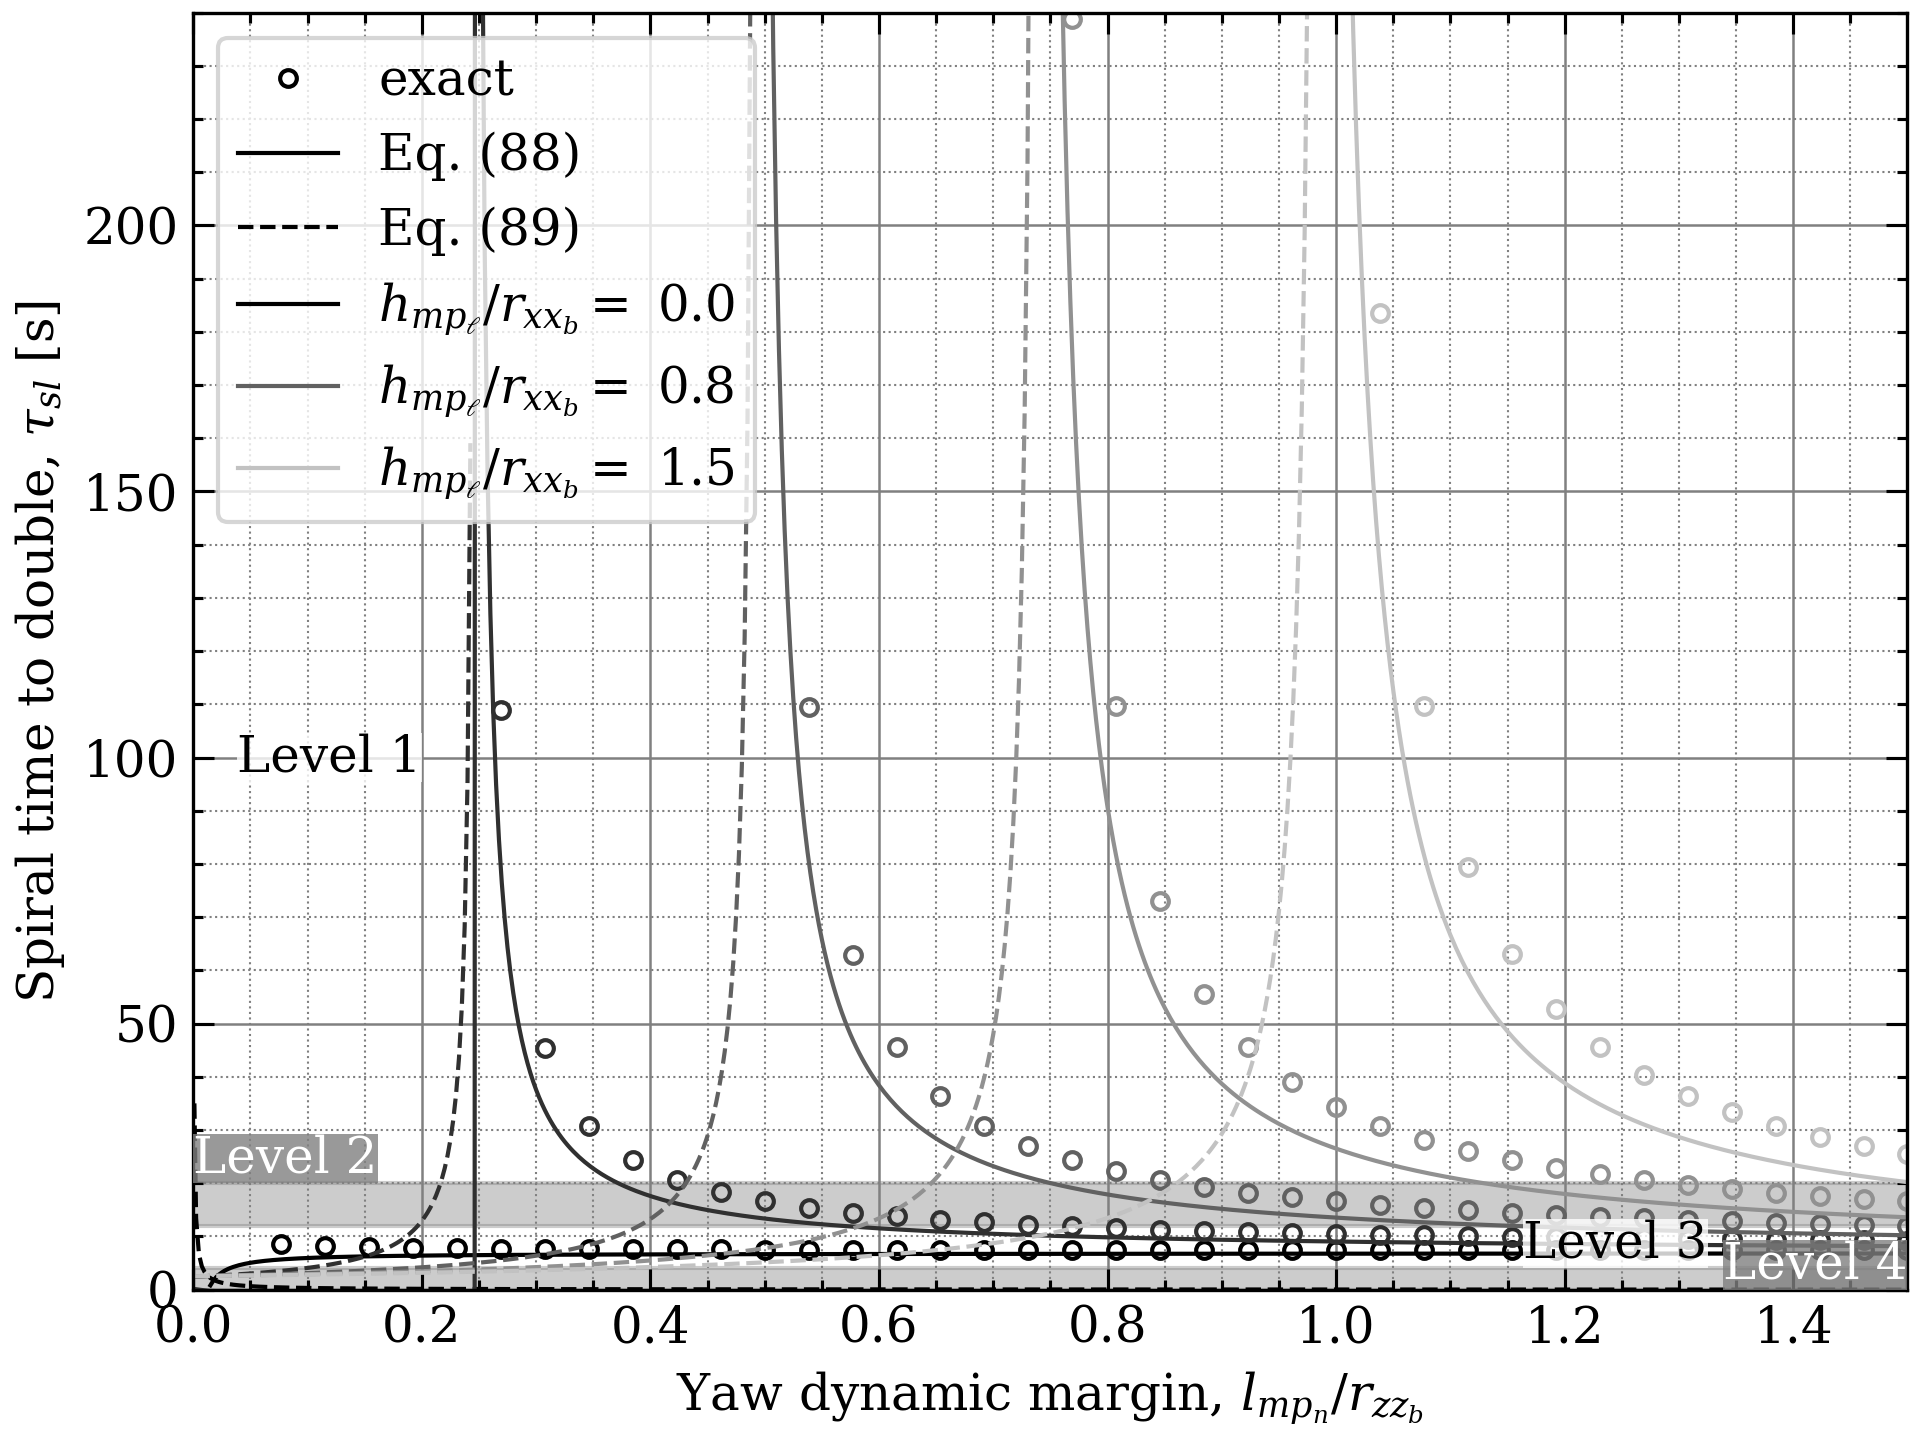 exact
Eq. (88)
Eq. (89)
h_{mp_ℓ}/r_{xx_b} = 0.0
h_{mp_ℓ}/r_{xx_b} = 0.8
h_{mp_ℓ}/r_{xx_b} = 1.5
Spiral time to double, τ_{sl} [s]
200
150
100
50
0
Level 1
Level 2
Level 3
Level 4
0.0 0.2 0.4 0.6 0.8 1.0 1.2 1.4
Yaw dynamic margin, l_{mp_n}/r_{zz_b}